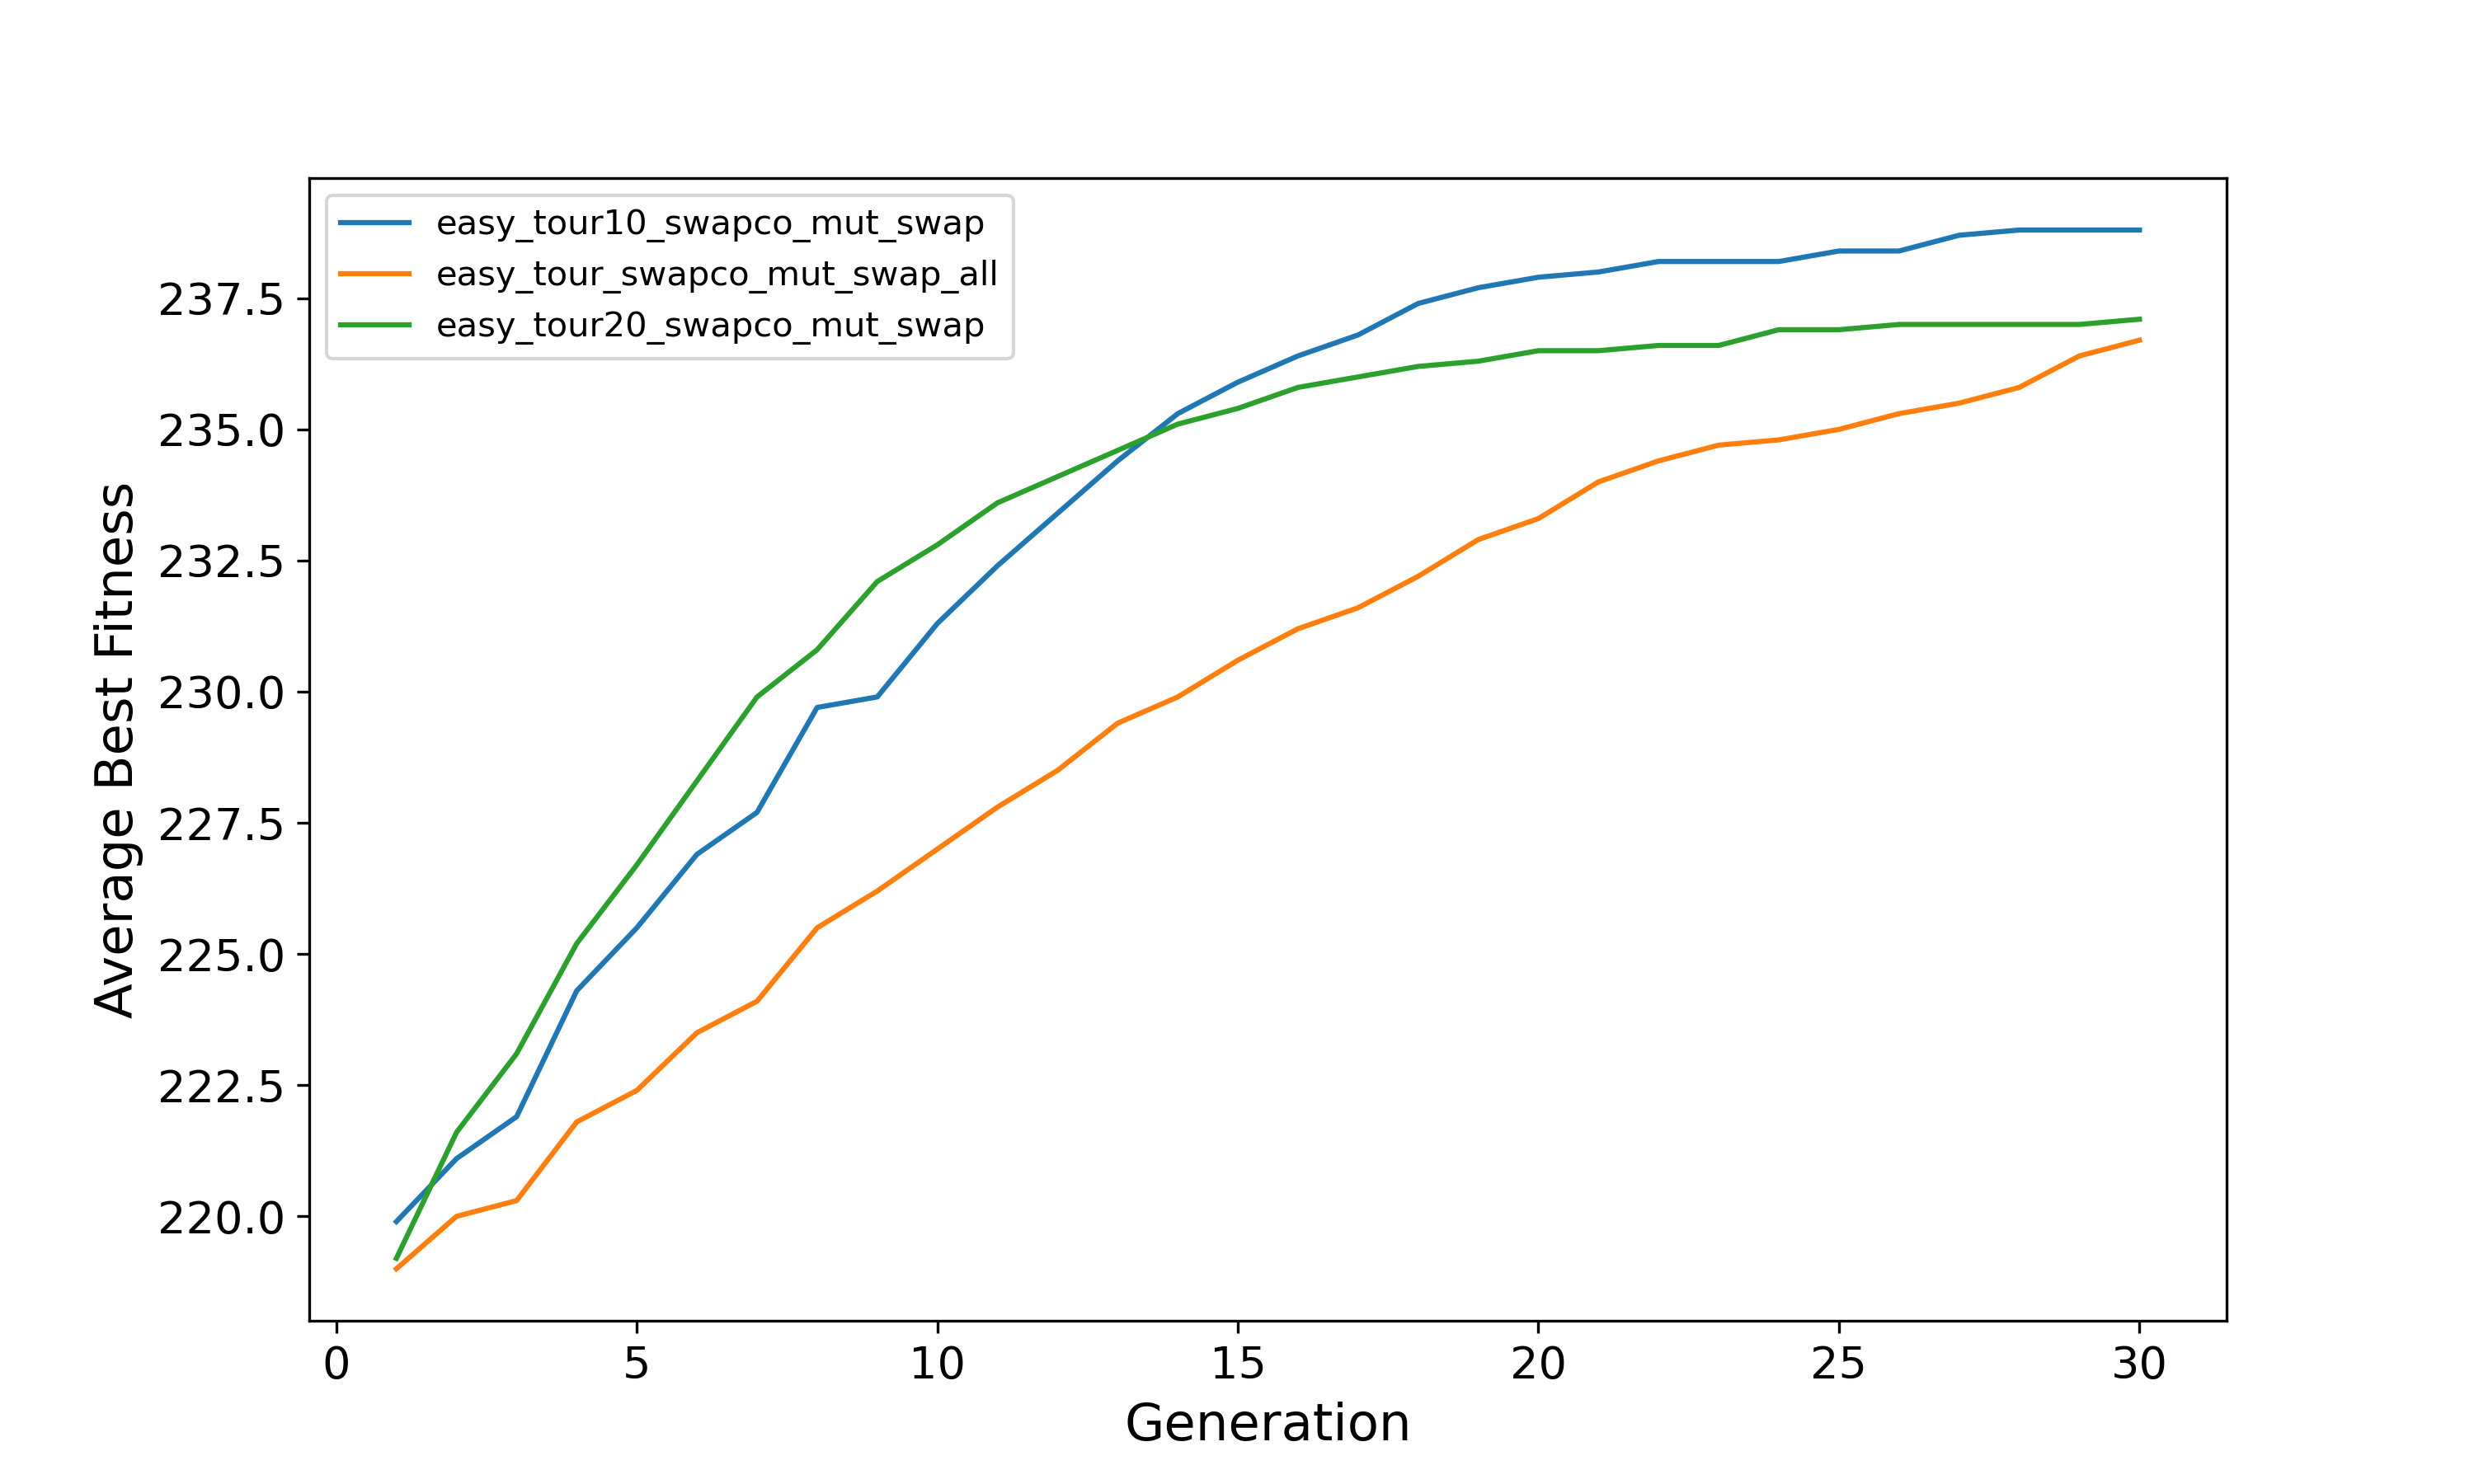 easy_tour10_swapco_mut_swap
easy_tour_swapco_mut_swap_all
easy_tour20_swapco_mut_swap
237.5
235.0
232.5
230.0
227.5
225.0
222.5
220.0
Average Best Fitness
0 5 10 15 20 25 30
Generation